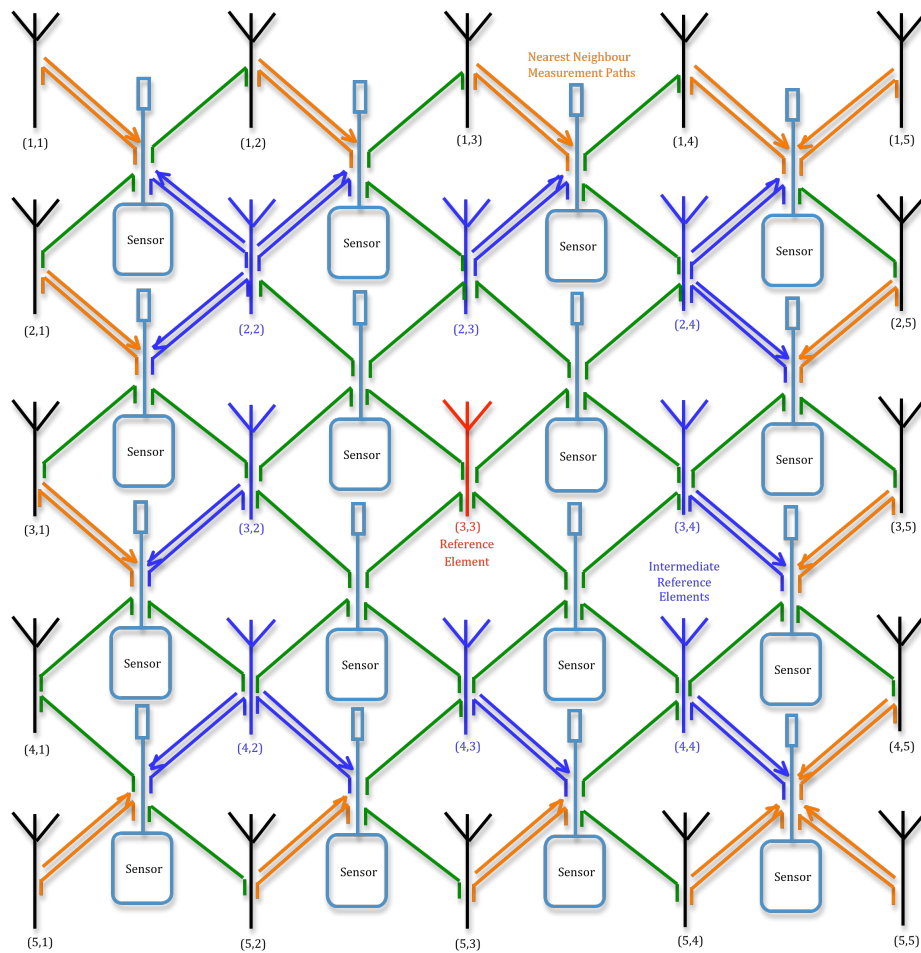 Nearest Neighbour
Measurement Paths
(1,1)
(1,2)
(1,3)
(1,4)
(1,5)
Sensor
Sensor
Sensor
Sensor
(2,1)
(2,2)
(2,3)
(2,4)
(2,5)
Sensor
Sensor
Sensor
Sensor
(3,1)
(3,2)
(3,3)
Reference
Element
(3,4)
(3,5)
Intermediate
Reference
Elements
Sensor
Sensor
Sensor
Sensor
(4,1)
(4,2)
(4,3)
(4,4)
(4,5)
Sensor
Sensor
Sensor
Sensor
(5,1)
(5,2)
(5,3)
(5,4)
(5,5)